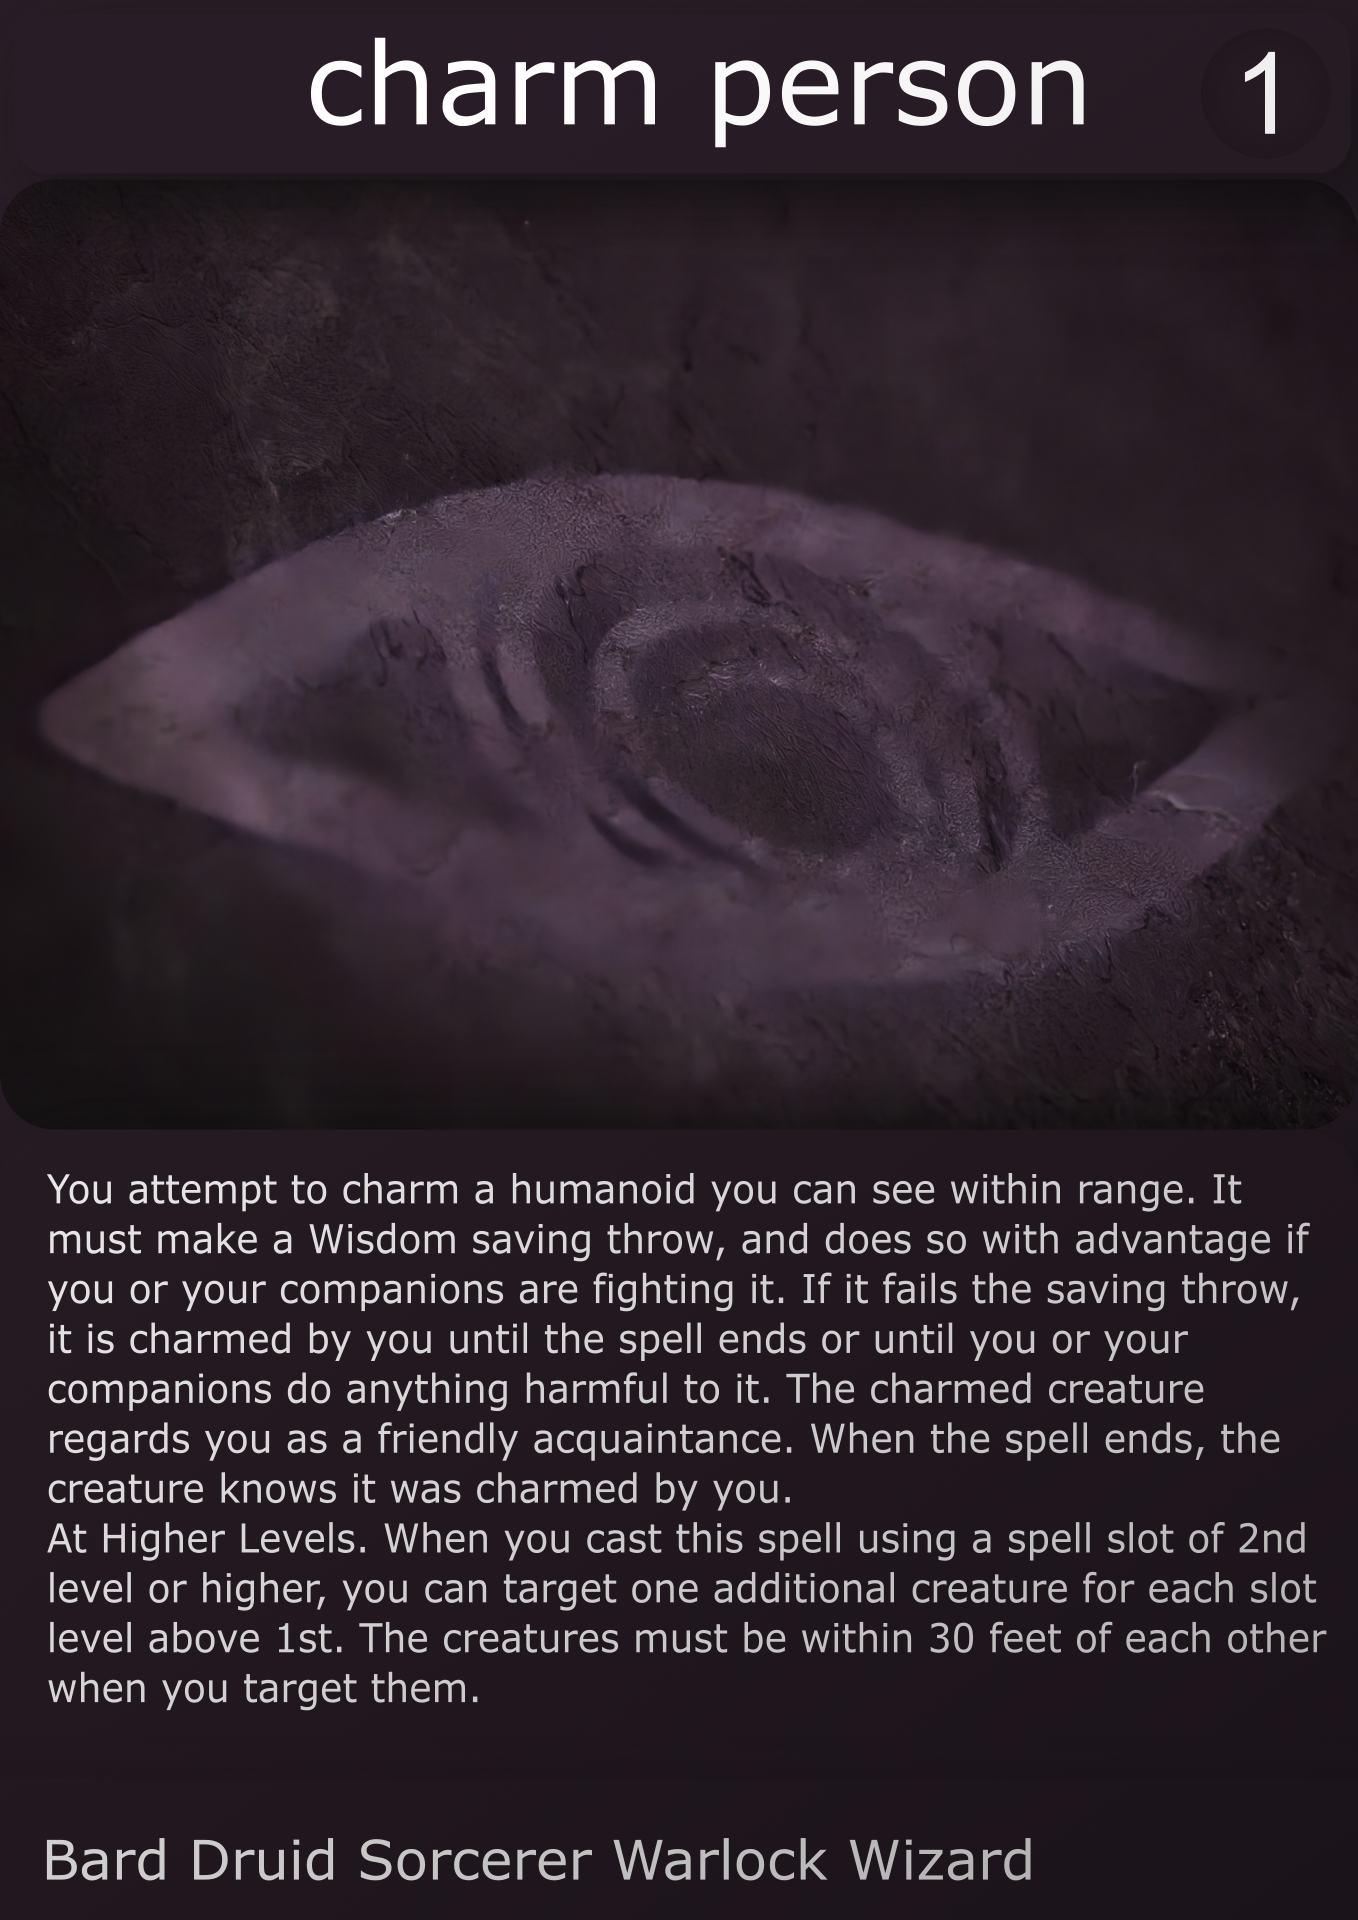 charm person 1
You attempt to charm a humanoid you can see within range. It
must make a Wisdom saving throw, and does so with advantage if
you or your companions are fighting it. If it fails the saving throw,
it is charmed by you until the spell ends or until you or your
companions do anything harmful to it. The charmed creature
regards you as a friendly acquaintance. When the spell ends, the
creature knows it was charmed by you.
At Higher Levels. When you cast this spell using a spell slot of 2nd
level or higher, you can target one additional creature for each slot
level above 1st. The creatures must be within 30 feet of each other
when you target them.
Bard Druid Sorcerer Warlock Wizard